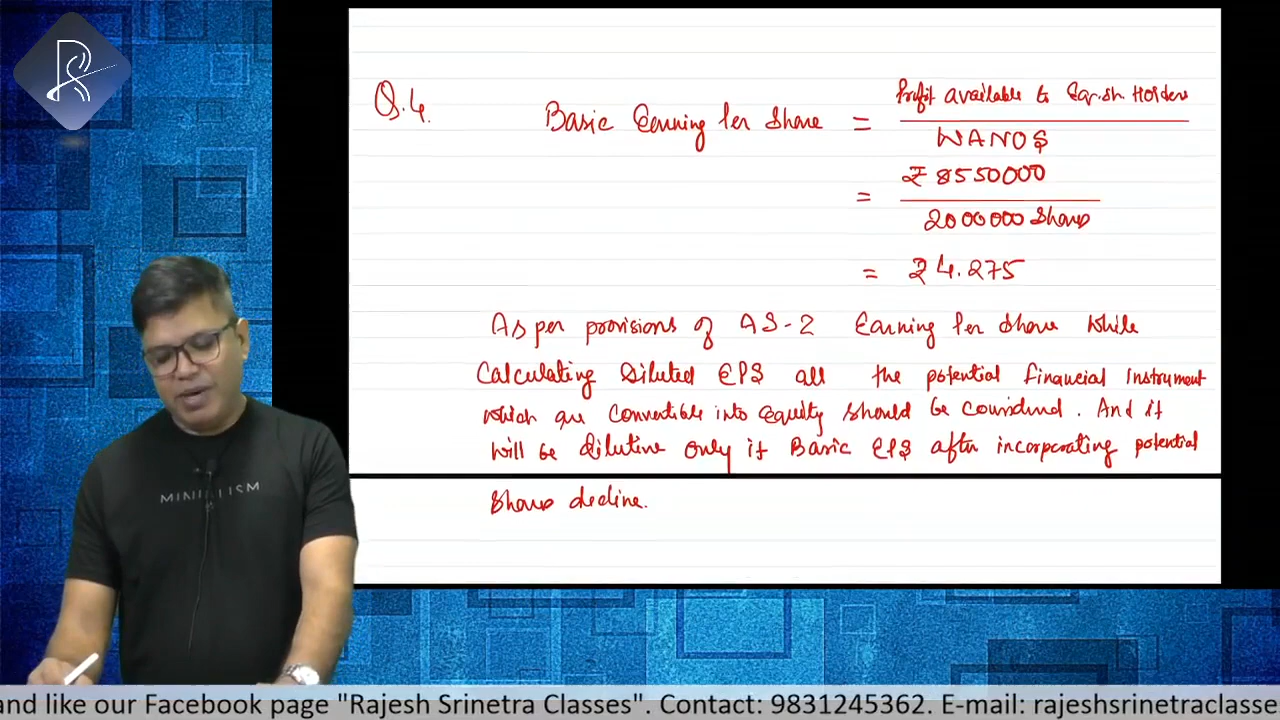 Q.4. Basic Earning Per Share = Profit available to Eq. sh Holders
WANOS
= ₹ 8550000
2000000 Shares
= ₹ 4.275
As per provisions of AS-2 Earning Per Share While
Calculating Diluted EPS all the potential financial instrument
which are convertible into equity should be considered. And it
will be dilutive only if Basic EPS after incorporating potential
Shares decline.
MINIMALISM
and like our Facebook page "Rajesh Srinetra Classes". Contact: 9831245362. E-mail: rajeshsrinetraclasse